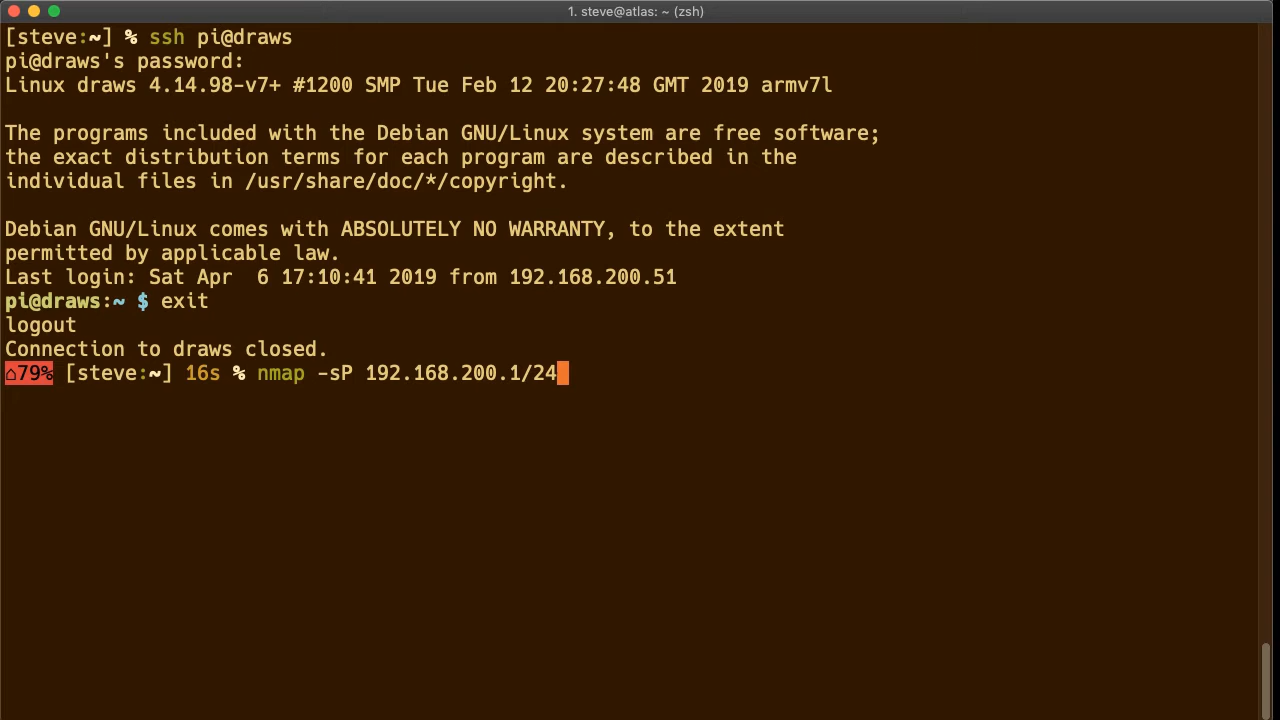 1. steve@atlas: ~ (zsh)
[steve:~] % ssh pi@draws
pi@draws's password:
Linux draws 4.14.98-v7+ #1200 SMP Tue Feb 12 20:27:48 GMT 2019 armv7l
The programs included with the Debian GNU/Linux system are free software;
the exact distribution terms for each program are described in the
individual files in /usr/share/doc/*/copyright.
Debian GNU/Linux comes with ABSOLUTELY NO WARRANTY, to the extent
permitted by applicable law.
Last login: Sat Apr  6 17:10:41 2019 from 192.168.200.51
pi@draws:~ $ exit
logout
Connection to draws closed.
⌂79% [steve:~] 16s % nmap -sP 192.168.200.1/24